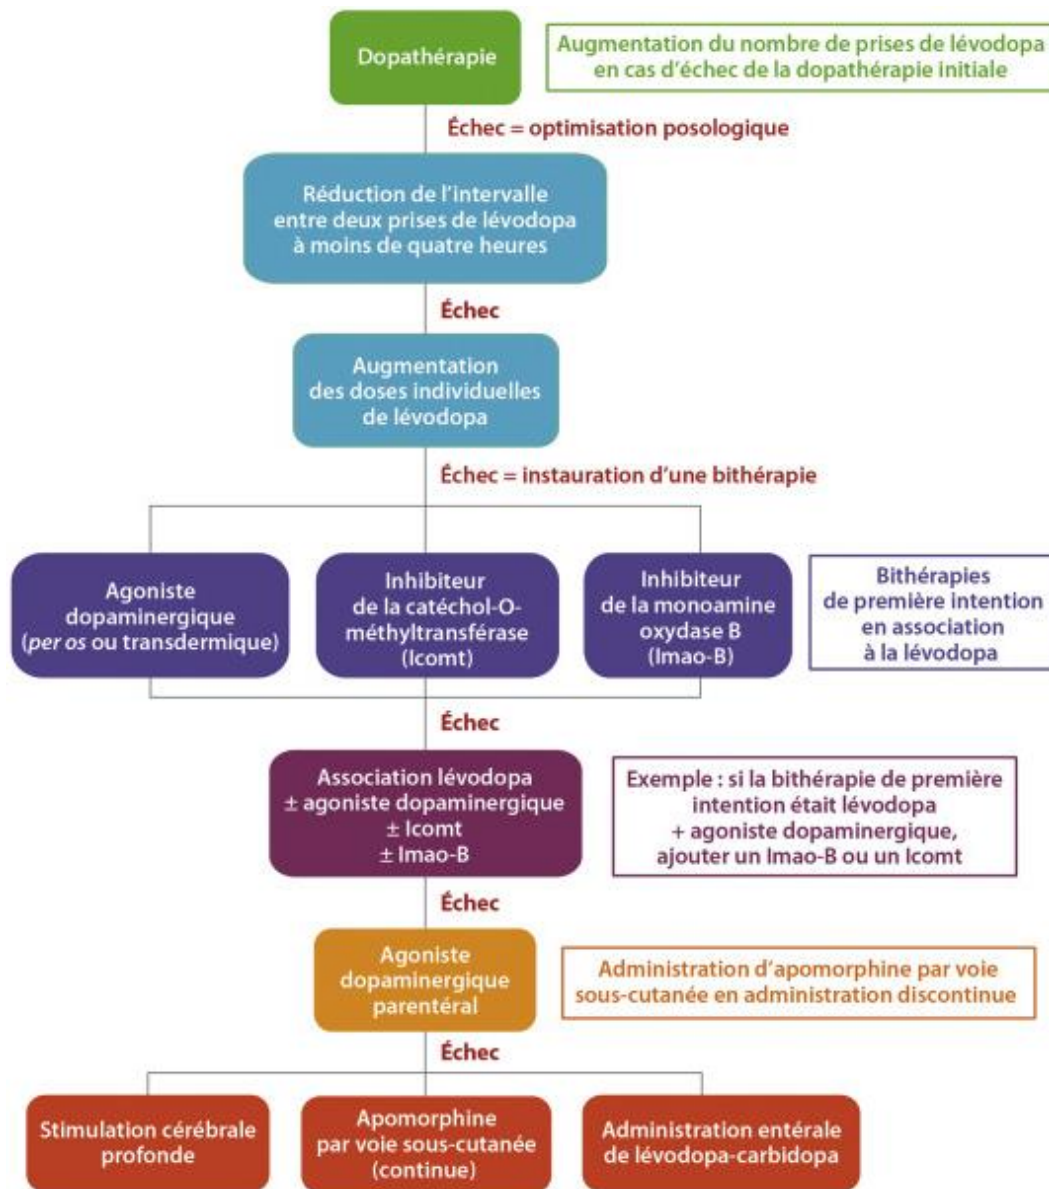 Dopathérapie
Augmentation du nombre de prises de lévodopa
en cas d'échec de la dopathérapie initiale
Échec = optimisation posologique
Réduction de l'intervalle
entre deux prises de lévodopa
à moins de quatre heures
Échec
Augmentation
des doses individuelles
de lévodopa
Échec = instauration d'une bithérapie
Agoniste
dopaminergique
(per os ou transdermique)
Inhibiteur
de la catéchol-O-
méthyltransférase
(Icomt)
Inhibiteur
de la monoamine
oxydase B
(Imao-B)
Bithérapies
de première intention
en association
à la lévodopa
Échec
Association lévodopa
± agoniste dopaminergique
± Icomt
± Imao-B
Exemple : si la bithérapie de première
intention était lévodopa
+ agoniste dopaminergique,
ajouter un Imao-B ou un Icomt
Échec
Agoniste
dopaminergique
parentéral
Administration d'apomorphine par voie
sous-cutanée en administration discontinue
Échec
Stimulation cérébrale
profonde
Apomorphine
par voie sous-cutanée
(continue)
Administration entérale
de lévodopa-carbidopa